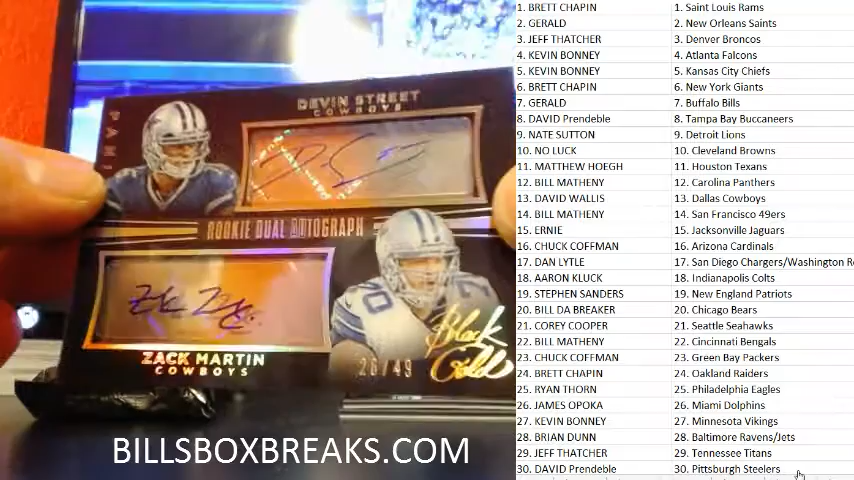 PANI
DEVIN STREET
COWBOYS
ROOKIE DUAL AUTOGRAPH
ZACK MARTIN
COWBOYS
26/49
Black
Gold
BILLSBOXBREAKS.COM
1. BRETT CHAPIN 1. Saint Louis Rams
2. GERALD 2. New Orleans Saints
3. JEFF THATCHER 3. Denver Broncos
4. KEVIN BONNEY 4. Atlanta Falcons
5. KEVIN BONNEY 5. Kansas City Chiefs
6. BRETT CHAPIN 6. New York Giants
7. GERALD 7. Buffalo Bills
8. DAVID Prendeble 8. Tampa Bay Buccaneers
9. NATE SUTTON 9. Detroit Lions
10. NO LUCK 10. Cleveland Browns
11. MATTHEW HOEGH 11. Houston Texans
12. BILL MATHENY 12. Carolina Panthers
13. DAVID WALLIS 13. Dallas Cowboys
14. BILL MATHENY 14. San Francisco 49ers
15. ERNIE 15. Jacksonville Jaguars
16. CHUCK COFFMAN 16. Arizona Cardinals
17. DAN LYTLE 17. San Diego Chargers/Washington R
18. AARON KLUCK 18. Indianapolis Colts
19. STEPHEN SANDERS 19. New England Patriots
20. BILL DA BREAKER 20. Chicago Bears
21. COREY COOPER 21. Seattle Seahawks
22. BILL MATHENY 22. Cincinnati Bengals
23. CHUCK COFFMAN 23. Green Bay Packers
24. BRETT CHAPIN 24. Oakland Raiders
25. RYAN THORN 25. Philadelphia Eagles
26. JAMES OPOKA 26. Miami Dolphins
27. KEVIN BONNEY 27. Minnesota Vikings
28. BRIAN DUNN 28. Baltimore Ravens/Jets
29. JEFF THATCHER 29. Tennessee Titans
30. DAVID Prendeble 30. Pittsburgh Steelers